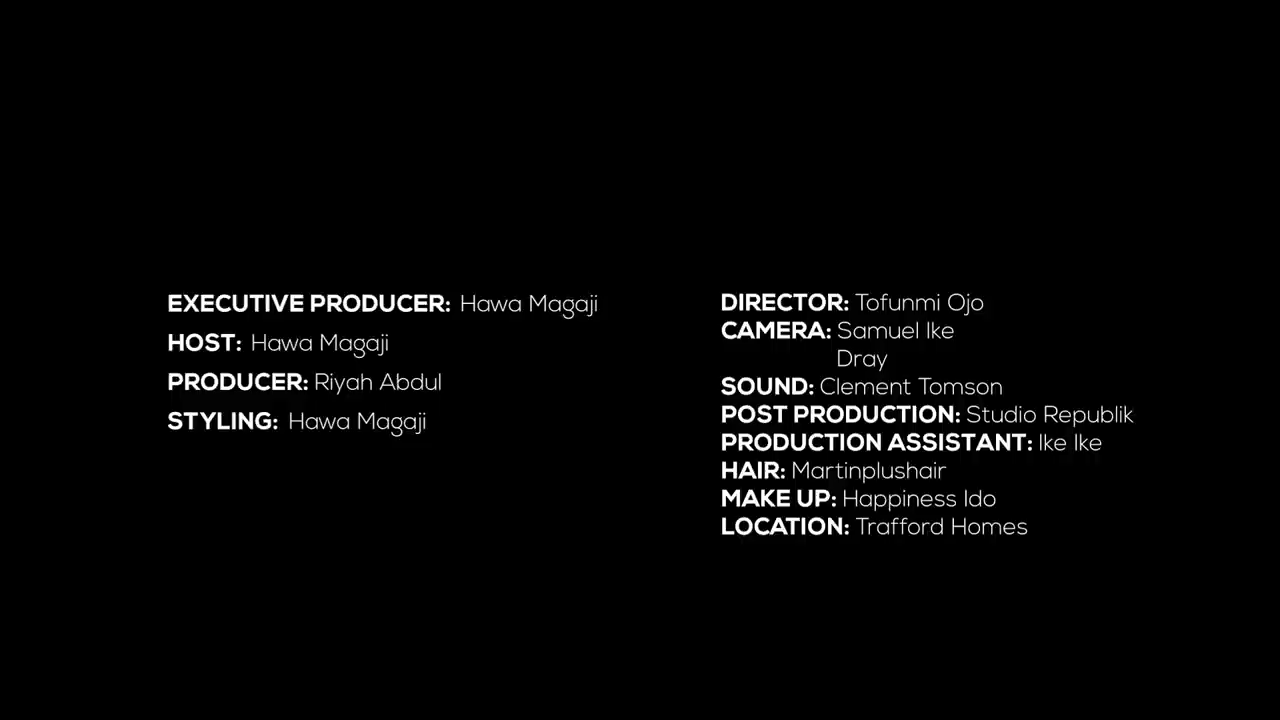 EXECUTIVE PRODUCER: Hawa Magaji
HOST: Hawa Magaji
PRODUCER: Riyah Abdul
STYLING: Hawa Magaji
DIRECTOR: Tofunmi Ojo
CAMERA: Samuel Ike
Dray
SOUND: Clement Tomson
POST PRODUCTION: Studio Republik
PRODUCTION ASSISTANT: Ike Ike
HAIR: Martinplushair
MAKE UP: Happiness Ido
LOCATION: Trafford Homes